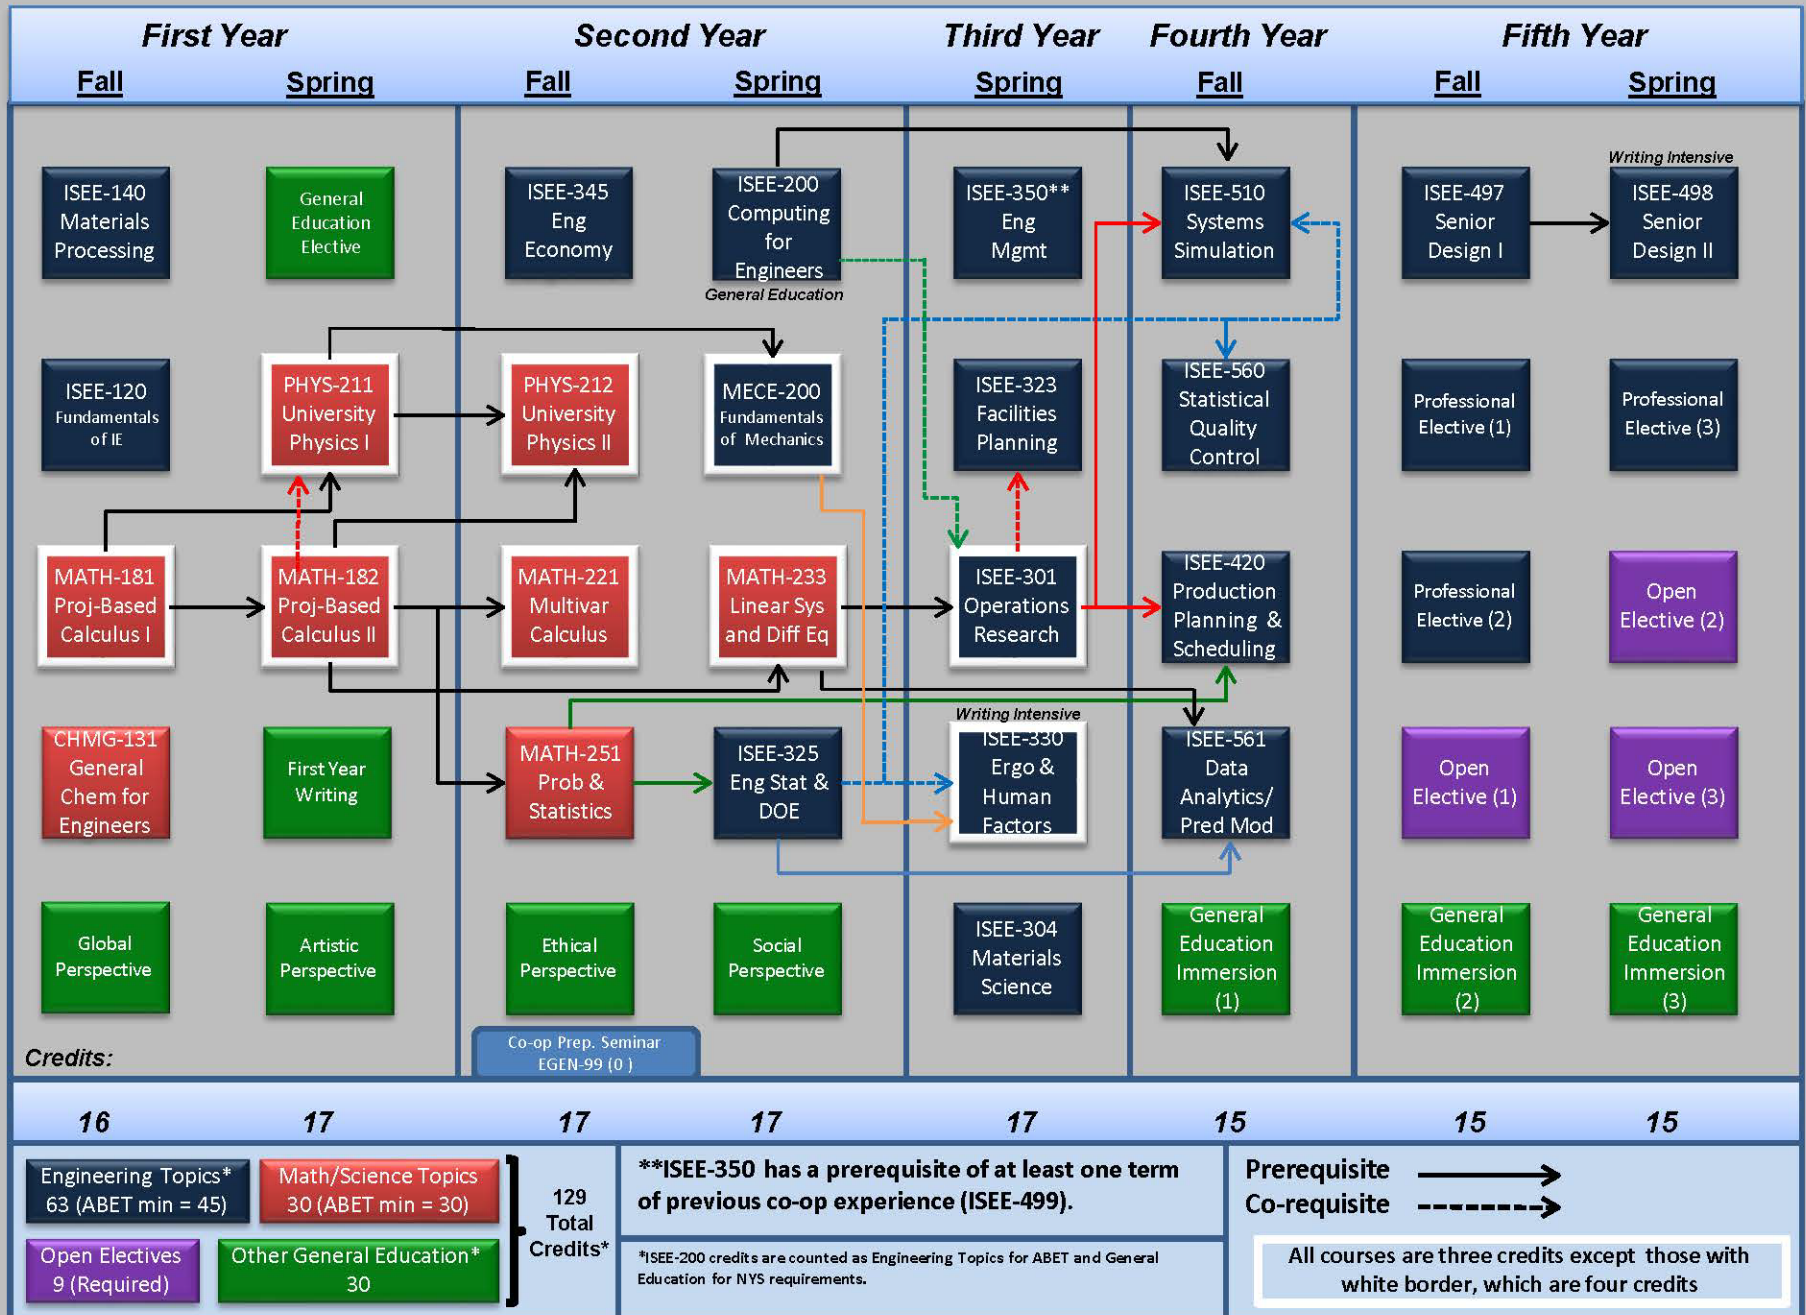 First Year
Second Year
Third Year
Fourth Year
Fifth Year
Fall
Spring
Fall
Spring
Spring
Fall
Fall
Spring
ISEE-140
Materials
Processing
General
Education
Elective
ISEE-345
Eng
Economy
ISEE-200
Computing
for
Engineers
General Education
ISEE-350**
Eng
Mgmt
ISEE-510
Systems
Simulation
ISEE-497
Senior
Design I
Writing Intensive
ISEE-498
Senior
Design II
ISEE-120
Fundamentals
of IE
PHYS-211
University
Physics I
PHYS-212
University
Physics II
MECE-200
Fundamentals
of Mechanics
ISEE-323
Facilities
Planning
ISEE-560
Statistical
Quality
Control
Professional
Elective (1)
Professional
Elective (3)
MATH-181
Proj-Based
Calculus I
MATH-182
Proj-Based
Calculus II
MATH-221
Multivar
Calculus
MATH-233
Linear Sys
and Diff Eq
ISEE-301
Operations
Research
ISEE-420
Production
Planning &
Scheduling
Professional
Elective (2)
Open
Elective (2)
CHMG-131
General
Chem for
Engineers
First Year
Writing
MATH-251
Prob &
Statistics
ISEE-325
Eng Stat &
DOE
Writing Intensive
ISEE-330
Ergo &
Human
Factors
ISEE-561
Data
Analytics/
Pred Mod
Open
Elective (1)
Open
Elective (3)
Global
Perspective
Artistic
Perspective
Ethical
Perspective
Social
Perspective
ISEE-304
Materials
Science
General
Education
Immersion
(1)
General
Education
Immersion
(2)
General
Education
Immersion
(3)
Credits:
Co-op Prep. Seminar
EGEN-99 (0 )
16
17
17
17
17
15
15
15
Engineering Topics*
63 (ABET min = 45)
Math/Science Topics
30 (ABET min = 30)
Open Electives
9 (Required)
Other General Education*
30
129
Total
Credits*
**ISEE-350 has a prerequisite of at least one term
of previous co-op experience (ISEE-499).
*ISEE-200 credits are counted as Engineering Topics for ABET and General
Education for NYS requirements.
Prerequisite
Co-requisite
All courses are three credits except those with
white border, which are four credits